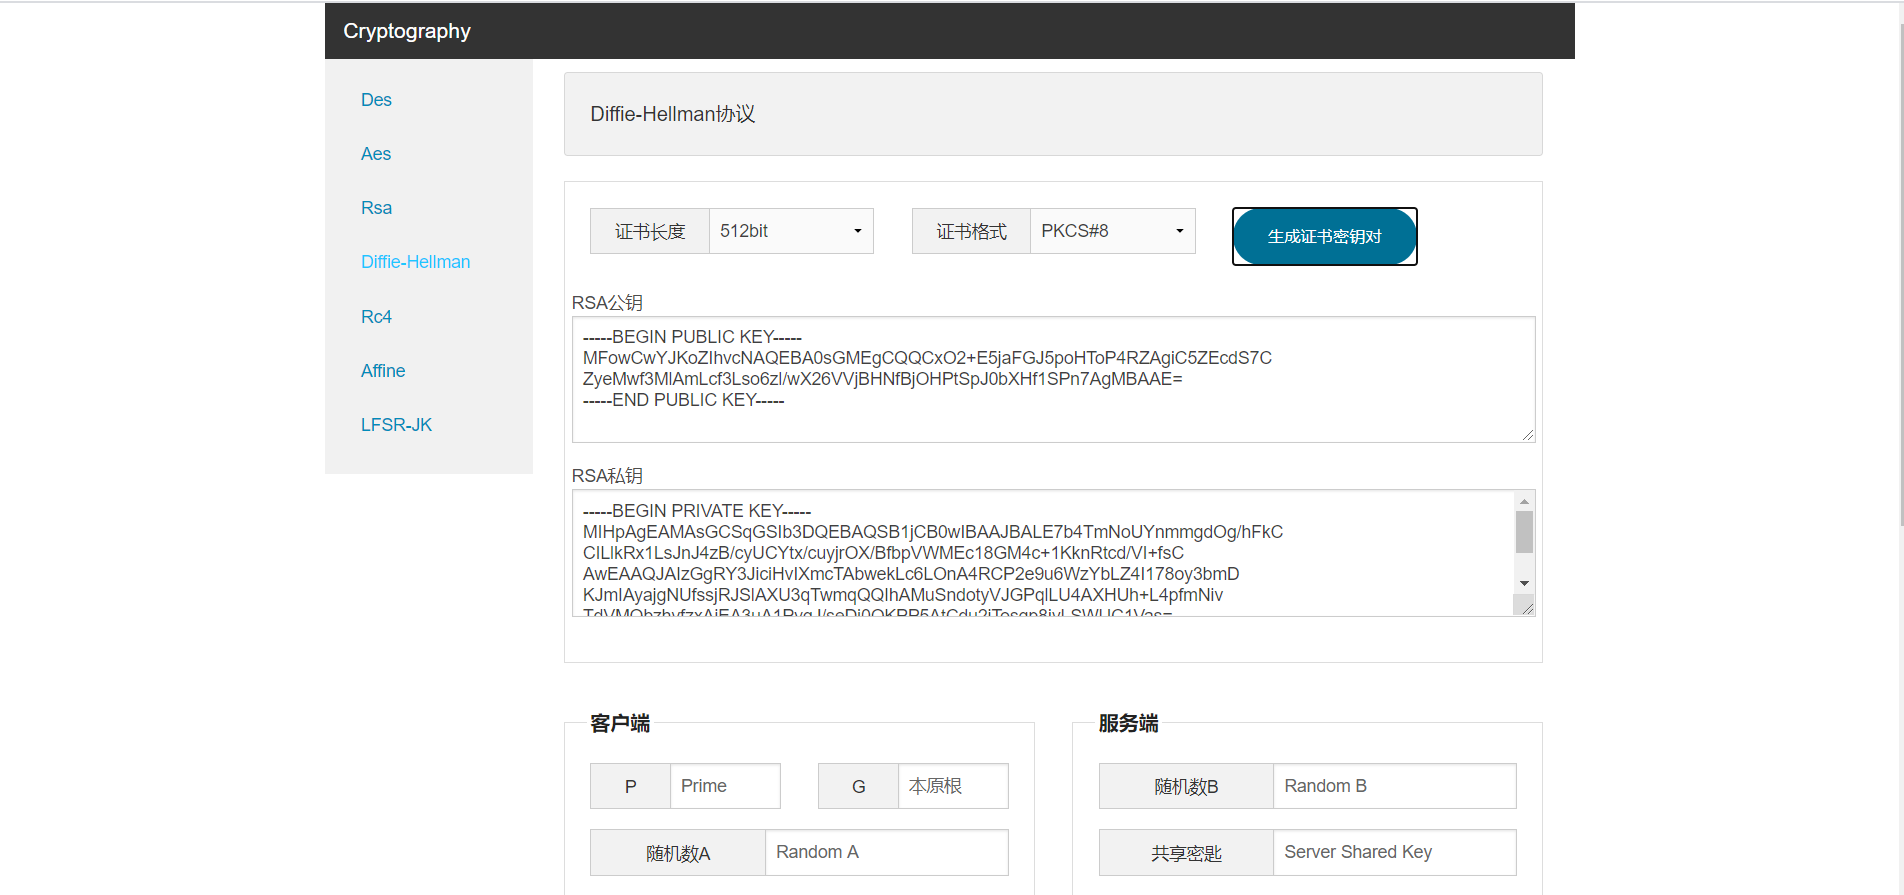 Cryptography
Des
Aes
Rsa
Diffie-Hellman
Rc4
Affine
LFSR-JK
Diffie-Hellman协议
证书长度 512bit 证书格式 PKCS#8 生成证书密钥对
RSA公钥
-----BEGIN PUBLIC KEY-----
MFowCwYJKoZIhvcNAQEBA0sGMEgCQQCxO2+E5jaFGJ5poHToP4RZAgiC5ZEcdS7C
ZyeMwf3MlAmLcf3Lso6zl/wX26VVjBHNfBjOHPtSpJ0bXHf1SPn7AgMBAAE=
-----END PUBLIC KEY-----
RSA私钥
-----BEGIN PRIVATE KEY-----
MIHpAgEAMAsGCSqGSIb3DQEBAQSB1jCB0wIBAAJBALE7b4TmNoUYnmmgdOg/hFkC
CILlkRx1LsJnJ4zB/cyUCYtx/cuyjrOX/BfbpVWMEc18GM4c+1KknRtcd/VI+fsC
AwEAAQJAIzGgRY3JiciHvIXmcTAbwekLc6LOnA4RCP2e9u6WzYbLZ4I178oy3bmD
KJmIAyajgNUfssjRJSlAXU3qTwmqQQIhAMuSndotyVJGPqlLU4AXHUh+L4pfmNiv
客户端
P Prime G 本原根
随机数A Random A
服务端
随机数B Random B
共享密匙 Server Shared Key